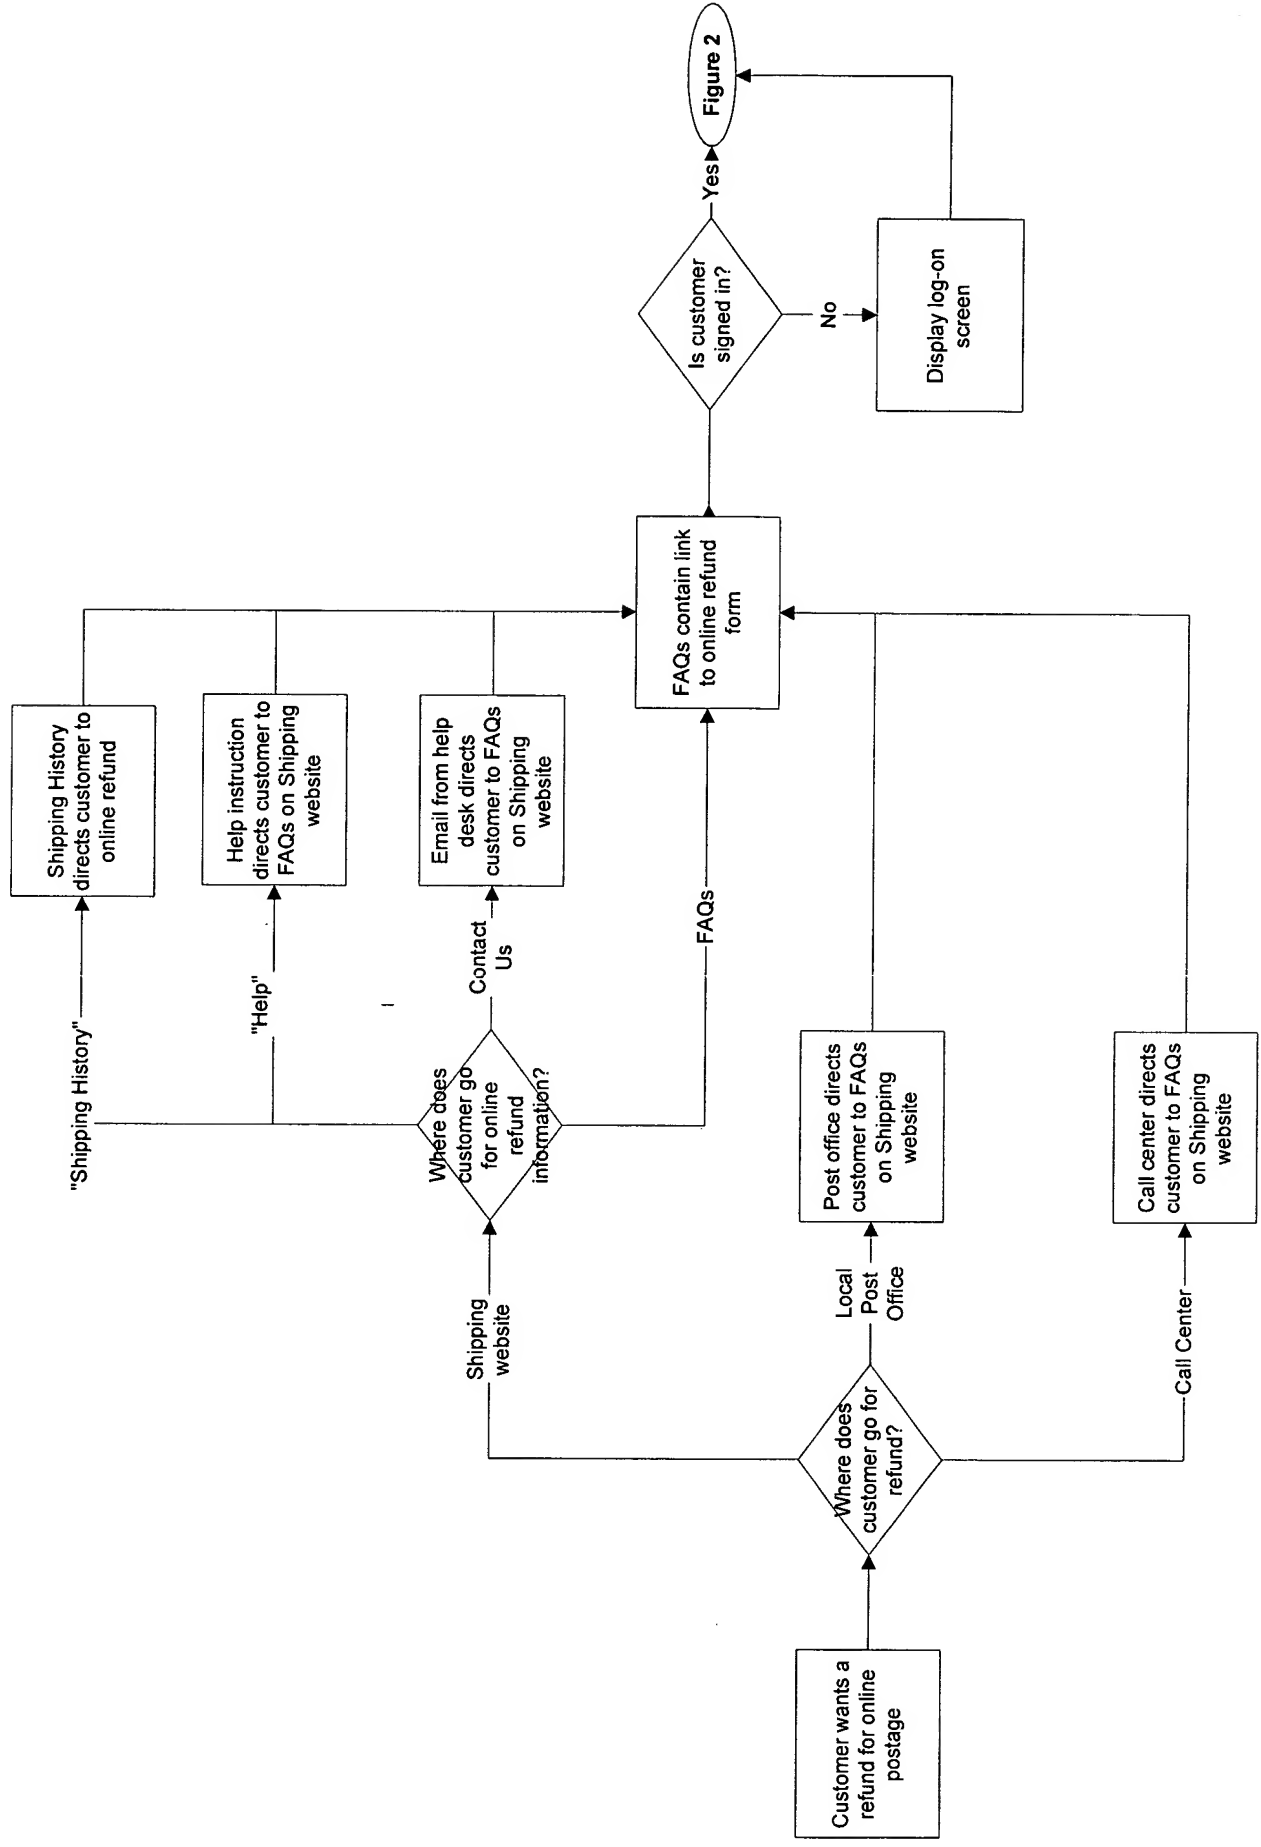 Customer wants a
refund for online
postage
Where does
customer go for
refund?
Shipping
website
Local
Post
Office
Call Center
Where does
customer go
for online
refund
information?
"Shipping History"
"Help"
Contact
Us
FAQs
Shipping History
directs customer to
online refund
Help instruction
directs customer to
FAQs on Shipping
website
Email from help
desk directs
customer to FAQs
on Shipping
website
Post office directs
customer to FAQs
on Shipping
website
Call center directs
customer to FAQs
on Shipping
website
FAQs contain link
to online refund
form
Is customer
signed in?
Yes
No
Display log-on
screen
Figure 2